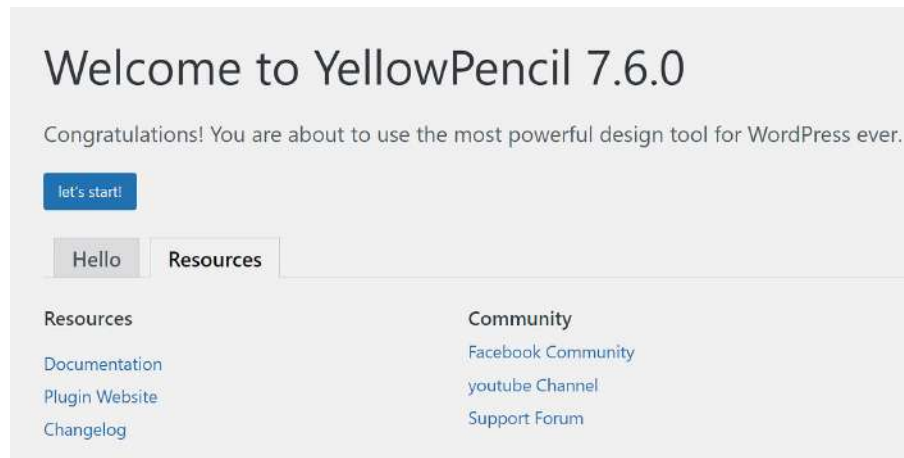 Welcome to YellowPencil 7.6.0
Congratulations! You are about to use the most powerful design tool for WordPress ever.
let's start!
Hello
Resources
Resources
Documentation
Plugin Website
Changelog
Community
Facebook Community
youtube Channel
Support Forum